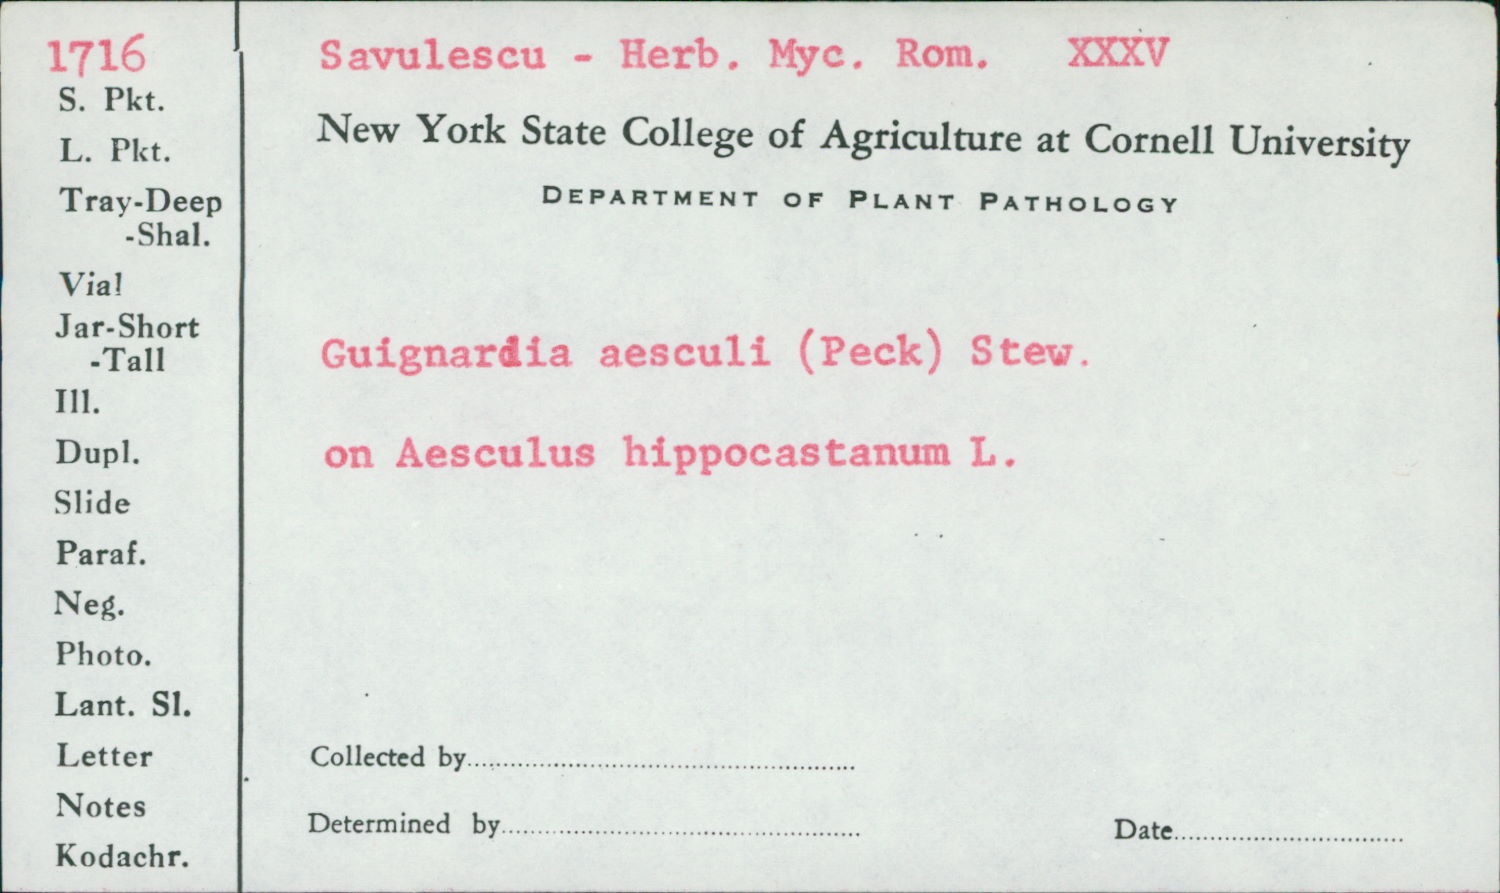 1716
S. Pkt.
L. Pkt.
Tray-Deep
-Shal.
Vial
Jar-Short
-Tall
Ill.
Dupl.
Slide
Paraf.
Neg.
Photo.
Lant. Sl.
Letter
Notes
Kodachr.
Savulescu - Herb. Myc. Rom. XXXV
New York State College of Agriculture at Cornell University
DEPARTMENT OF PLANT PATHOLOGY
Guignardia aesculi (Peck) Stew.
on Aesculus hippocastanum L.
Collected by
Determined by
Date